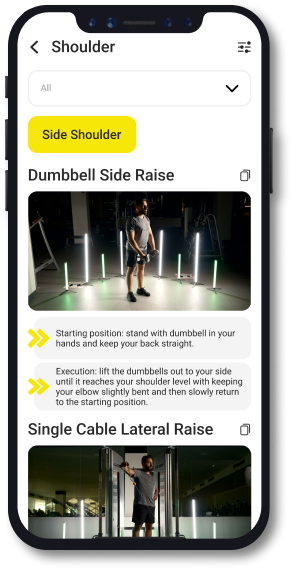 Shoulder
All
Side Shoulder
Dumbbell Side Raise
Starting position: stand with dumbbell in your
hands and keep your back straight.
Execution: lift the dumbbells out to your side
until it reaches your shoulder level with keeping
your elbow slightly bent and then slowly return
to the starting position.
Single Cable Lateral Raise